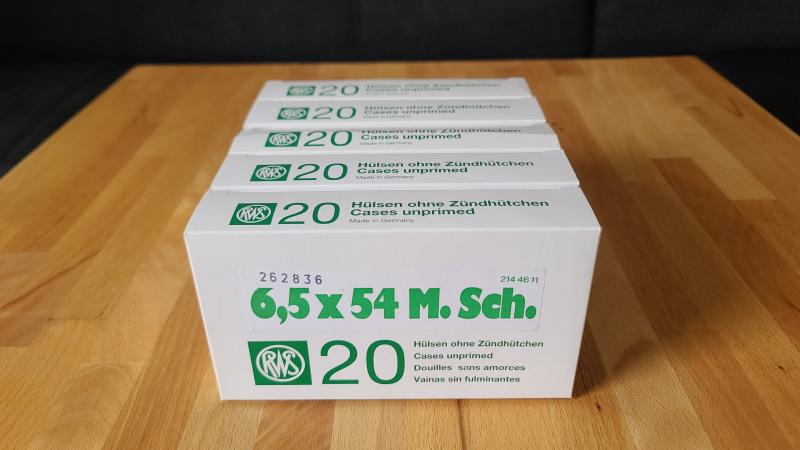 RWS 20 Hülsen ohne Zündhütchen
Cases unprimed
RWS 20 Hülsen ohne Zündhütchen
Cases unprimed
Made in Germany
RWS 20 Hülsen ohne Zündhütchen
Cases unprimed
Made in Germany
RWS 20 Hülsen ohne Zündhütchen
Cases unprimed
Made in Germany
RWS 20 Hülsen ohne Zündhütchen
Cases unprimed
Made in Germany
262836
214 46 11
6,5 x 54 M. Sch.
RWS 20
Hülsen ohne Zündhütchen
Cases unprimed
Douilles sans amorces
Vainas sin fulminantes